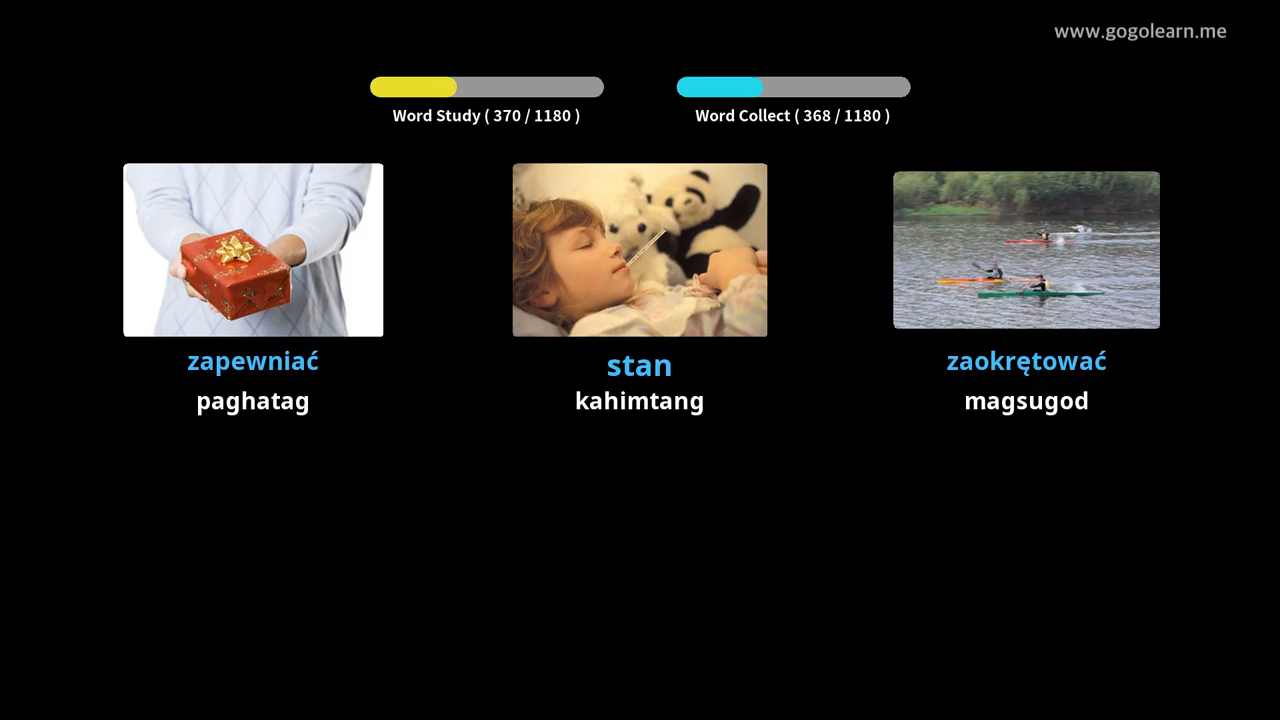 www.gogolearn.me
Word Study ( 370 / 1180 )
Word Collect ( 368 / 1180 )
zapewniać
paghatag
stan
kahimtang
zaokrętować
magsugod